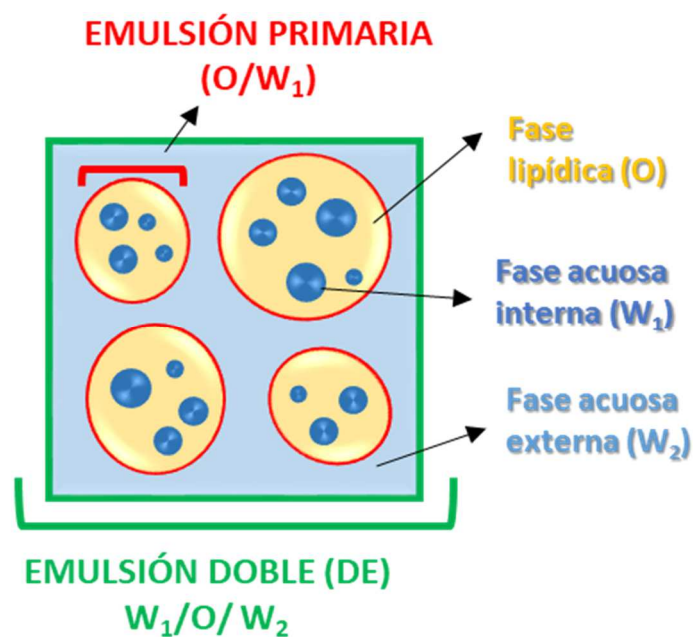 EMULSIÓN PRIMARIA
(O/W₁)
Fase
lipídica (O)
Fase acuosa
interna (W₁)
Fase acuosa
externa (W₂)
EMULSIÓN DOBLE (DE)
W₁/O/ W₂